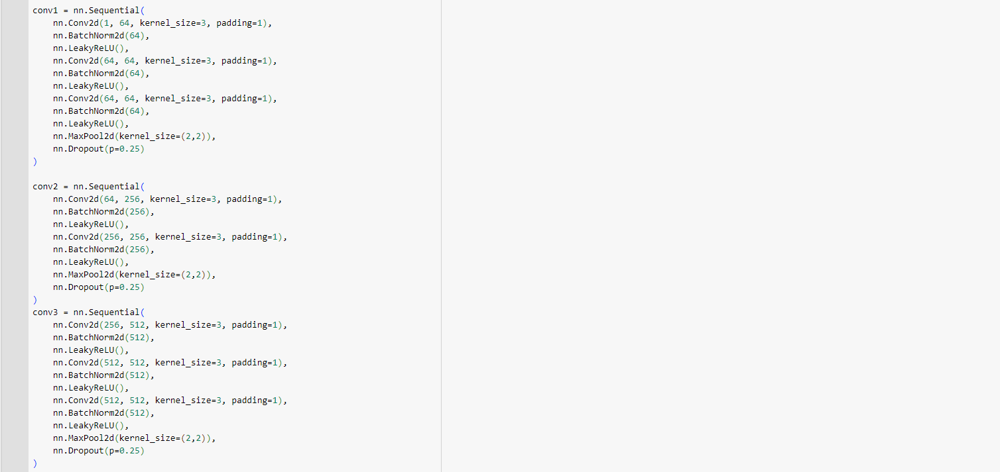 conv1 = nn.Sequential(
    nn.Conv2d(1, 64, kernel_size=3, padding=1),
    nn.BatchNorm2d(64),
    nn.LeakyReLU(),
    nn.Conv2d(64, 64, kernel_size=3, padding=1),
    nn.BatchNorm2d(64),
    nn.LeakyReLU(),
    nn.Conv2d(64, 64, kernel_size=3, padding=1),
    nn.BatchNorm2d(64),
    nn.LeakyReLU(),
    nn.MaxPool2d(kernel_size=(2,2)),
    nn.Dropout(p=0.25)
)

conv2 = nn.Sequential(
    nn.Conv2d(64, 256, kernel_size=3, padding=1),
    nn.BatchNorm2d(256),
    nn.LeakyReLU(),
    nn.Conv2d(256, 256, kernel_size=3, padding=1),
    nn.BatchNorm2d(256),
    nn.LeakyReLU(),
    nn.MaxPool2d(kernel_size=(2,2)),
    nn.Dropout(p=0.25)
)
conv3 = nn.Sequential(
    nn.Conv2d(256, 512, kernel_size=3, padding=1),
    nn.BatchNorm2d(512),
    nn.LeakyReLU(),
    nn.Conv2d(512, 512, kernel_size=3, padding=1),
    nn.BatchNorm2d(512),
    nn.LeakyReLU(),
    nn.Conv2d(512, 512, kernel_size=3, padding=1),
    nn.BatchNorm2d(512),
    nn.LeakyReLU(),
    nn.MaxPool2d(kernel_size=(2,2)),
    nn.Dropout(p=0.25)
)